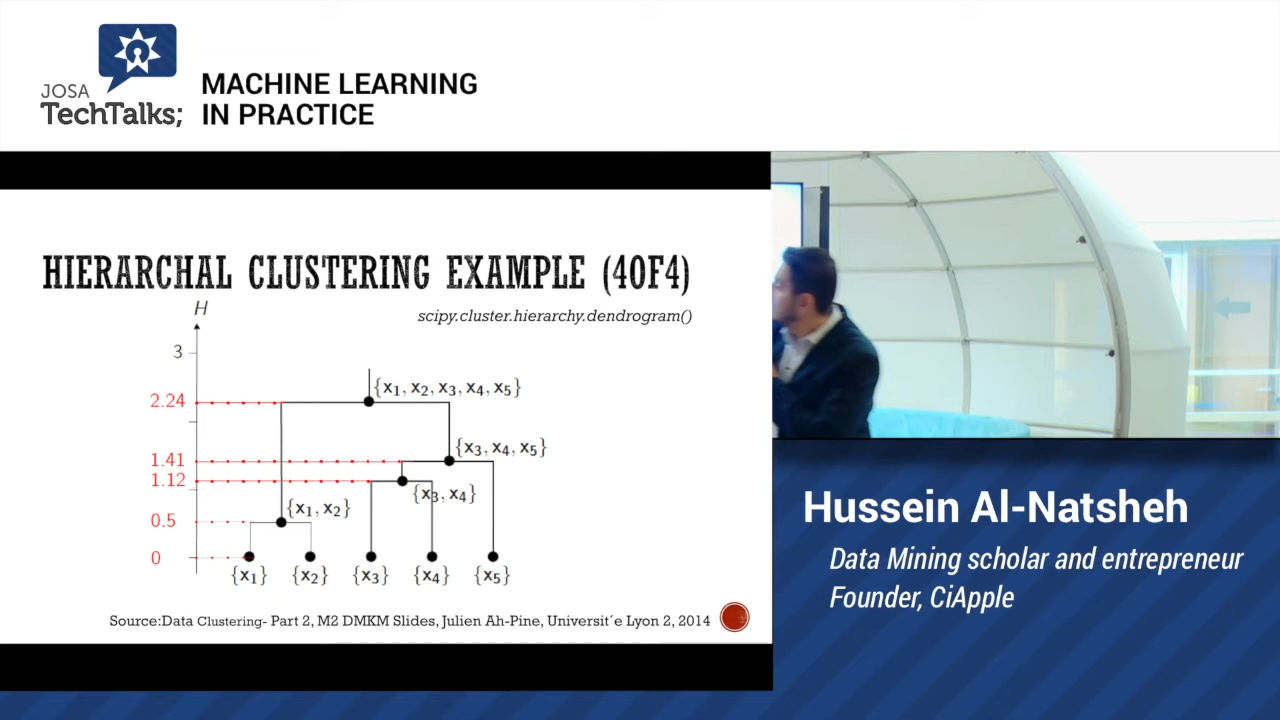 JOSA
TechTalks;
MACHINE LEARNING
IN PRACTICE
HIERARCHAL CLUSTERING EXAMPLE (4OF4)
scipy.cluster.hierarchy.dendrogram()
H
3
2.24
1.41
1.12
0.5
0
{x1, x2, x3, x4, x5}
{x3, x4, x5}
{x3, x4}
{x1, x2}
{x1} {x2} {x3} {x4} {x5}
Source:Data Clustering- Part 2, M2 DMKM Slides, Julien Ah-Pine, Universit´e Lyon 2, 2014
Hussein Al-Natsheh
Data Mining scholar and entrepreneur
Founder, CiApple